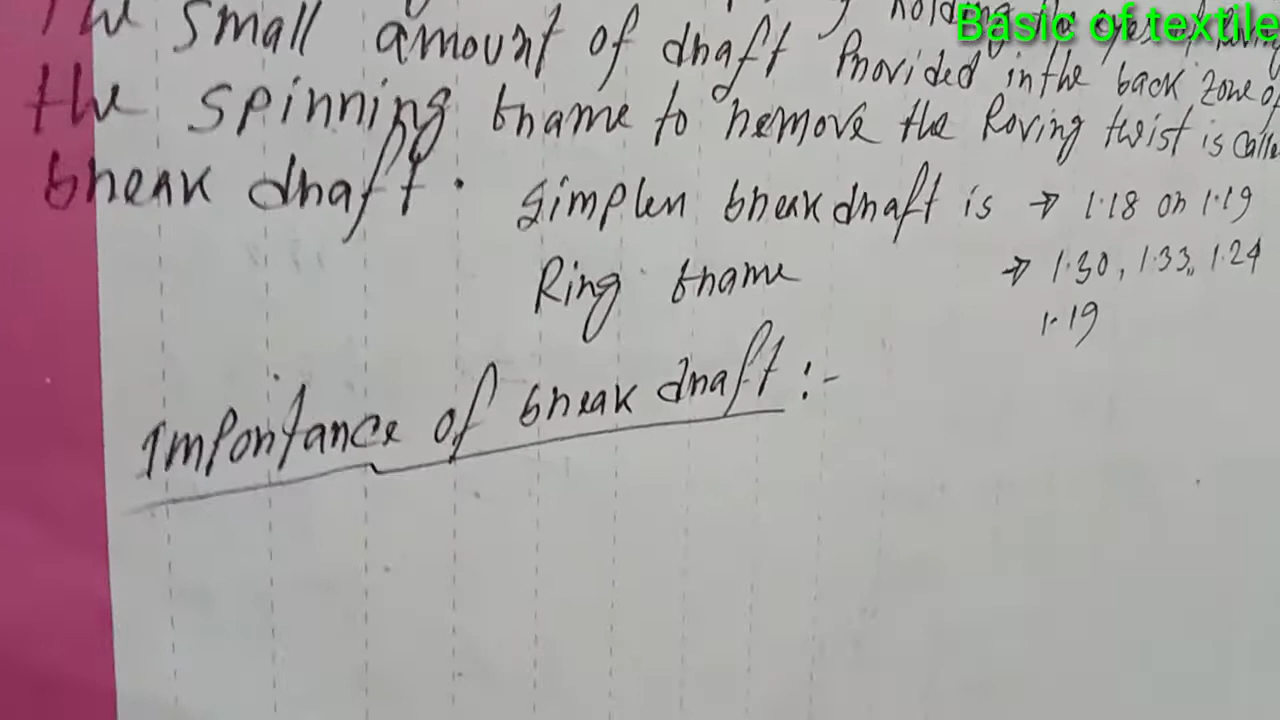 Basic of textile
The small amount of draft Provided in the back zone of
the spinning frame to remove the Roving twist is calle
break draft.
Simplex break draft is → 1.18 or 1.19
Ring frame → 1.30, 1.33, 1.24
1.19
Importance of break draft :-